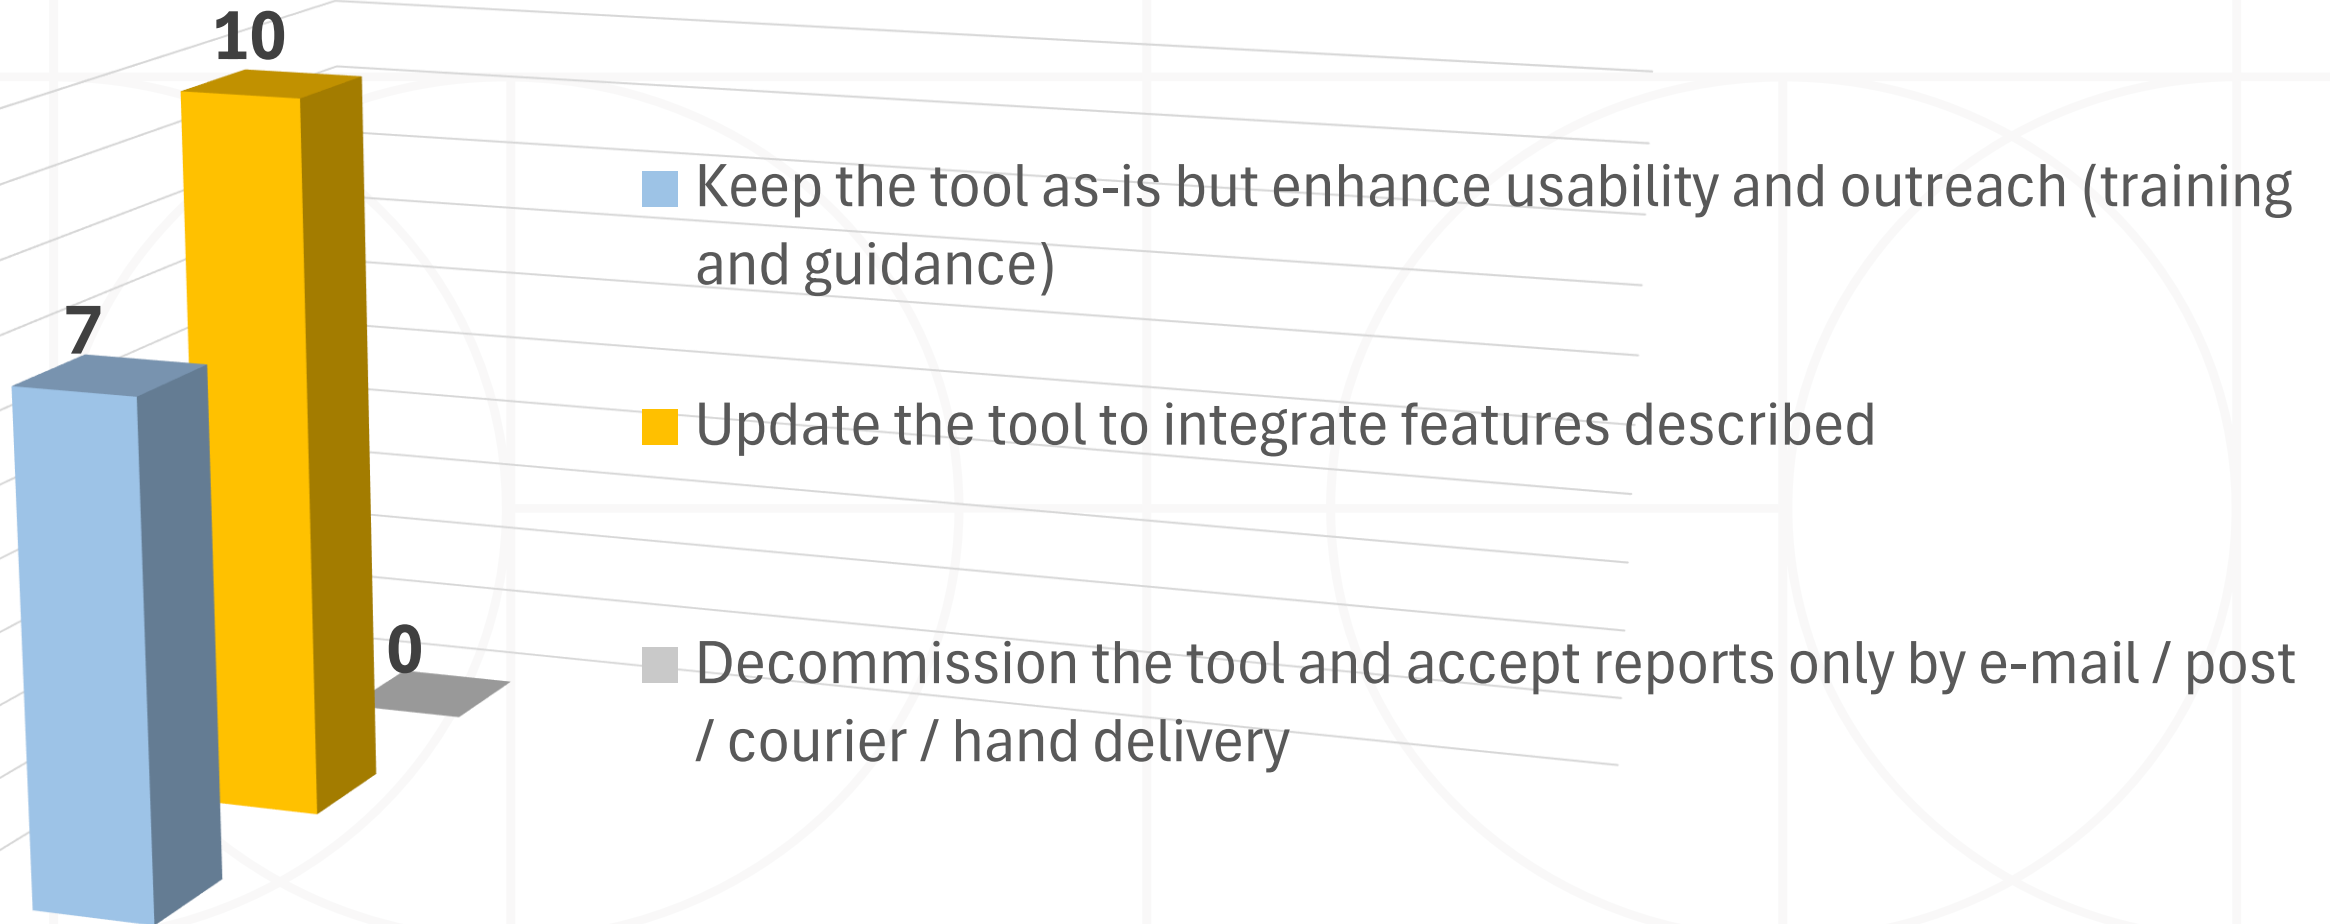 10
7
0
Keep the tool as-is but enhance usability and outreach (training
and guidance)
Update the tool to integrate features described
Decommission the tool and accept reports only by e-mail / post
/ courier / hand delivery